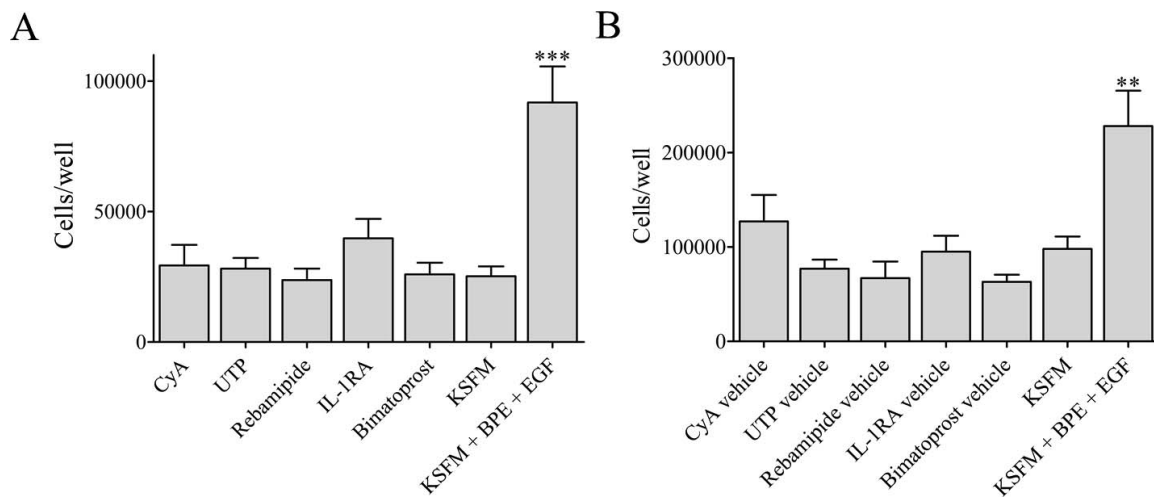 A
Cells/well
100000
50000
0
***
CyA
UTP
Rebamipide
IL-1RA
Bimatoprost
KSFM
KSFM + BPE + EGF
B
Cells/well
300000
200000
100000
0
**
CyA vehicle
UTP vehicle
Rebamipide vehicle
IL-1RA vehicle
Bimatoprost vehicle
KSFM
KSFM + BPE + EGF